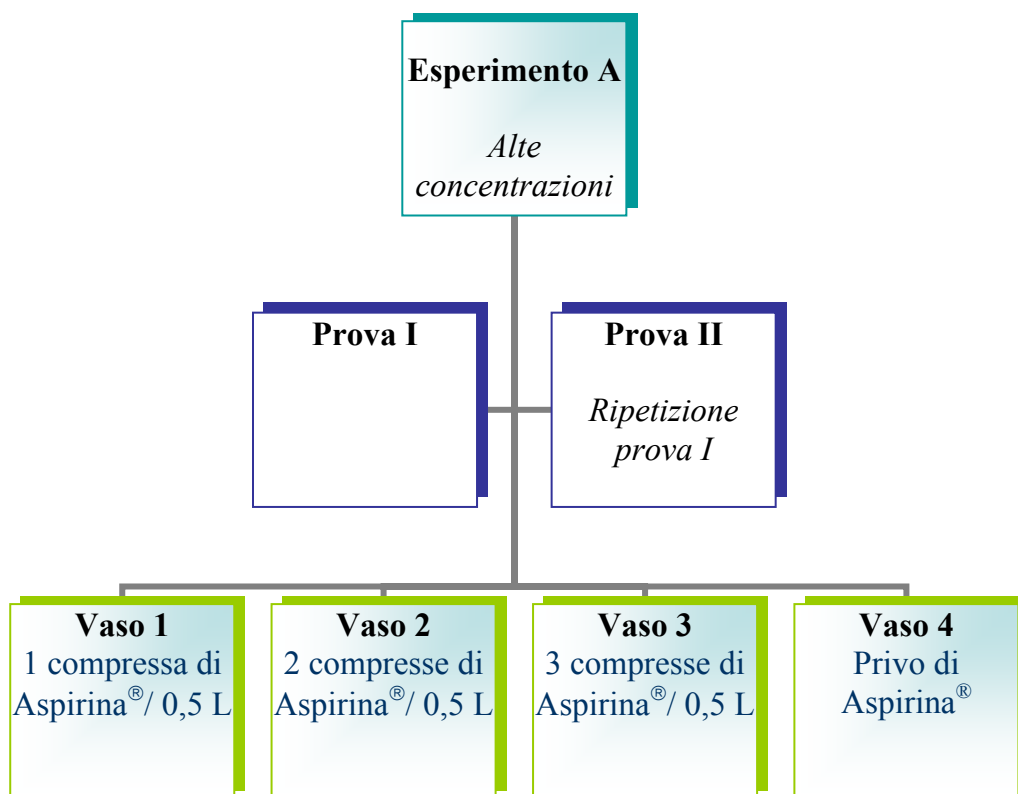 Esperimento A
Alte
concentrazioni
Prova I
Prova II
Ripetizione
prova I
Vaso 1
1 compressa di
Aspirina®/ 0,5 L
Vaso 2
2 compresse di
Aspirina®/ 0,5 L
Vaso 3
3 compresse di
Aspirina®/ 0,5 L
Vaso 4
Privo di
Aspirina®